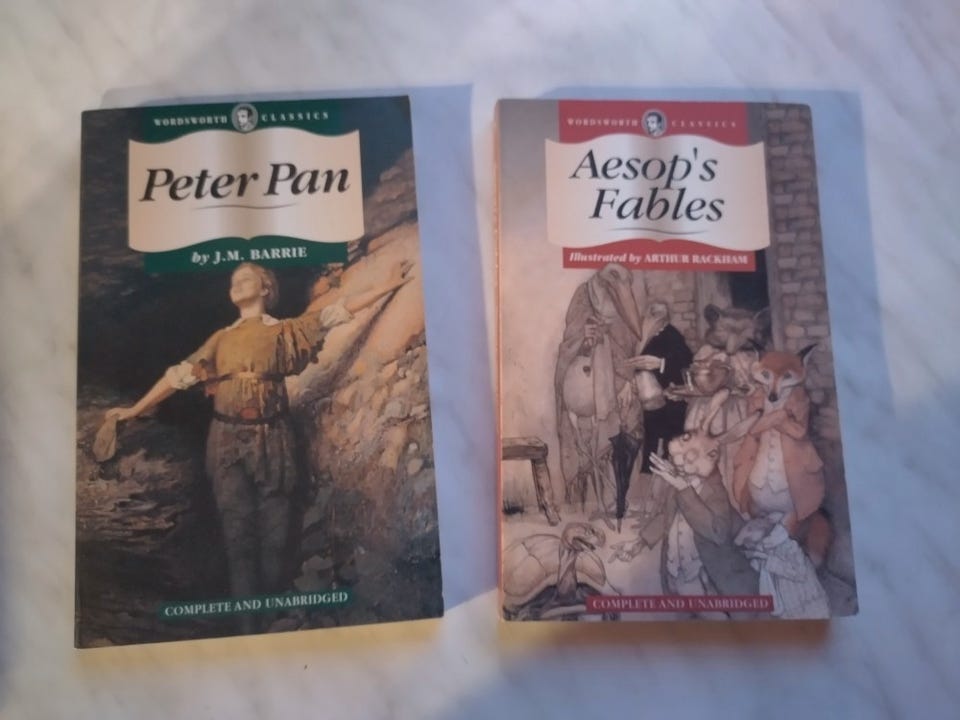 WORDSWORTH CLASSICS
Peter Pan
by J.M. BARRIE
COMPLETE AND UNABRIDGED
WORDSWORTH CLASSICS
Aesop's
Fables
Illustrated by ARTHUR RACKHAM
COMPLETE AND UNABRIDGED